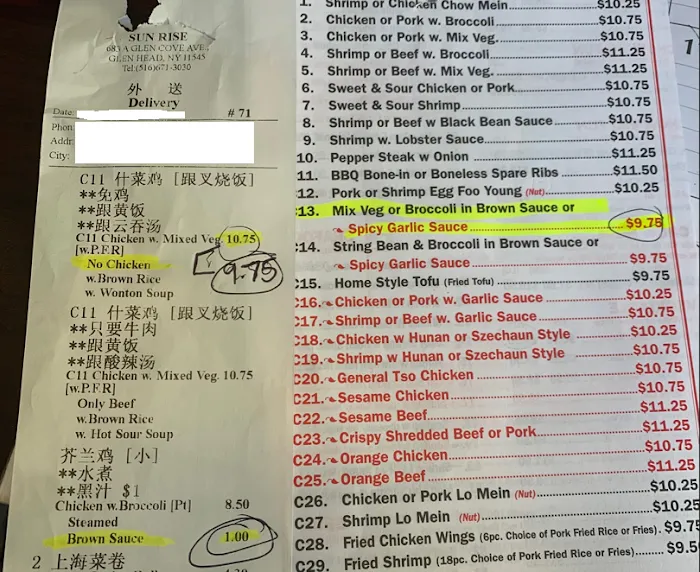 SUN RISE
683 A GLEN COVE AVE
GLEN HEAD, NY 11545
Tel:(516)671-3030
外 送
Delivery
Date: # 71
Phon
Addr
City:
C11 什菜鸡 [跟叉烧饭]
**免鸡
**跟黄饭
**跟云吞汤
C11 Chicken w. Mixed Veg. 10.75
[w.P.F.R]
No Chicken 9.75
w.Brown Rice
w. Wonton Soup
C11 什菜鸡 [跟叉烧饭]
**只要牛肉
**跟黄饭
**跟酸辣汤
C11 Chicken w. Mixed Veg. 10.75
[w.P.F.R]
Only Beef
w.Brown Rice
w. Hot Sour Soup
芥兰鸡 [小]
**水煮
**黑汁 $1
Chicken w.Broccoli [Pt] 8.50
Steamed
Brown Sauce 1.00
2 上海菜卷
1. Shrimp or Chicken Chow Mein $10.25
2. Chicken or Pork w. Broccoli $10.75
3. Chicken or Pork w. Mix Veg. $10.75
4. Shrimp or Beef w. Broccoli $11.25
5. Shrimp or Beef w. Mix Veg. $11.25
6. Sweet & Sour Chicken or Pork $10.75
7. Sweet & Sour Shrimp $10.75
8. Shrimp or Beef w Black Bean Sauce $10.75
9. Shrimp w. Lobster Sauce $10.75
10. Pepper Steak w Onion $11.25
11. BBQ Bone-in or Boneless Spare Ribs $11.50
12. Pork or Shrimp Egg Foo Young (Nut) $10.25
C13. Mix Veg or Broccoli in Brown Sauce or
Spicy Garlic Sauce $9.75
C14. String Bean & Broccoli in Brown Sauce or
Spicy Garlic Sauce $9.75
C15. Home Style Tofu (Fried Tofu) $9.75
C16. Chicken or Pork w. Garlic Sauce $10.25
C17. Shrimp or Beef w. Garlic Sauce $10.75
C18. Chicken w Hunan or Szechaun Style $10.25
C19. Shrimp w Hunan or Szechaun Style $10.75
C20. General Tso Chicken $10.75
C21. Sesame Chicken $10.75
C22. Sesame Beef $11.25
C23. Crispy Shredded Beef or Pork $11.25
C24. Orange Chicken $10.75
C25. Orange Beef $11.25
C26. Chicken or Pork Lo Mein (Nut) $10.25
C27. Shrimp Lo Mein (Nut) $10.25
C28. Fried Chicken Wings (6pc. Choice of Pork Fried Rice or Fries). $9.75
C29. Fried Shrimp (18pc. Choice of Pork Fried Rice or Fries) $9.5
1